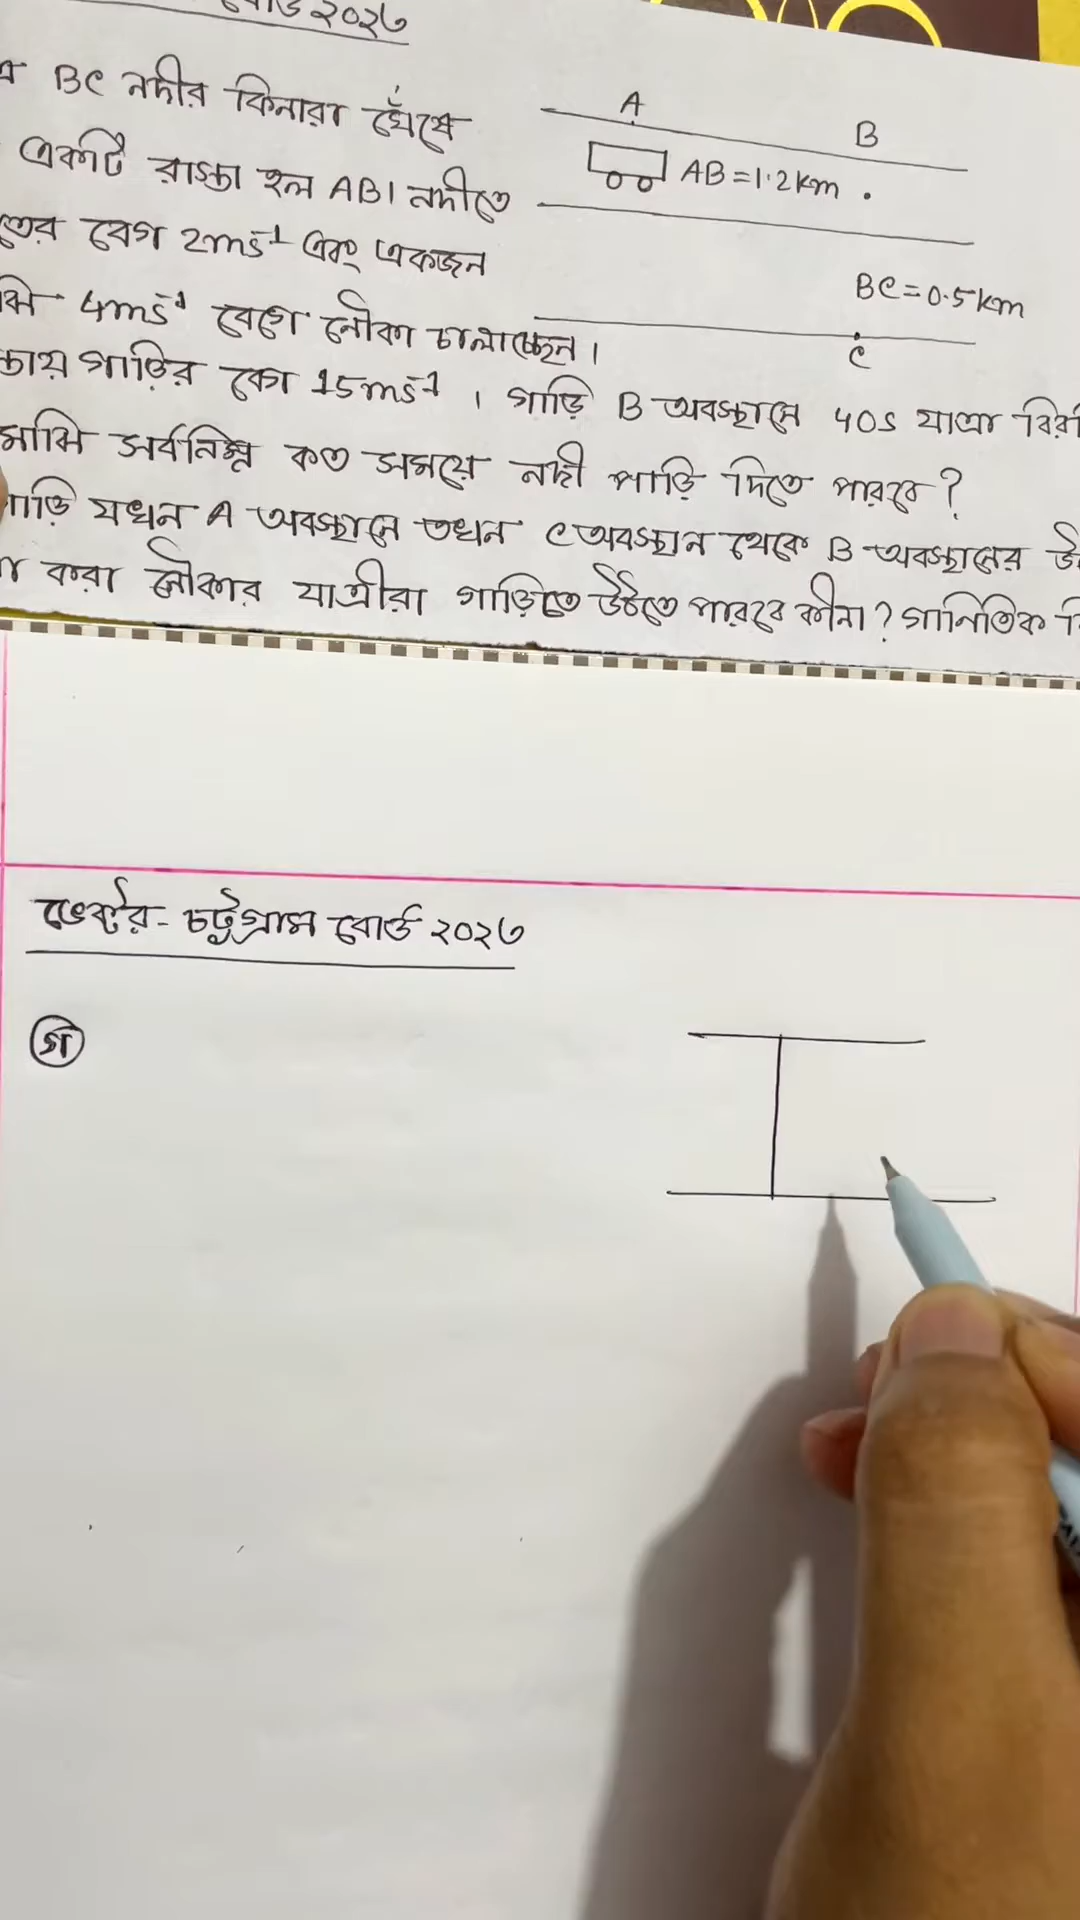 বোর্ড ২০২৩
BC নদীর কিনারা ঘেঁষে
একটি রাস্তা হল AB। নদীতে
বেগ 2ms⁻¹ এবং একজন
4ms⁻¹ বেগে নৌকা চালাচ্ছেন।
গাড়ির বেগ 15ms⁻¹ । গাড়ি B অবস্থানে 40s যাত্রা
মাঝি সর্বনিম্ন কত সময়ে নদী পাড়ি দিতে পারবে?
যখন A অবস্থানে তখন C অবস্থান থেকে B অবস্থানের
করা নৌকার যাত্রীরা গাড়িতে উঠতে পারবে কীনা? গাণিতিক
A
B
AB=1.2km
BC=0.5km
C
ভেক্টর- চট্টগ্রাম বোর্ড ২০২৩
গ